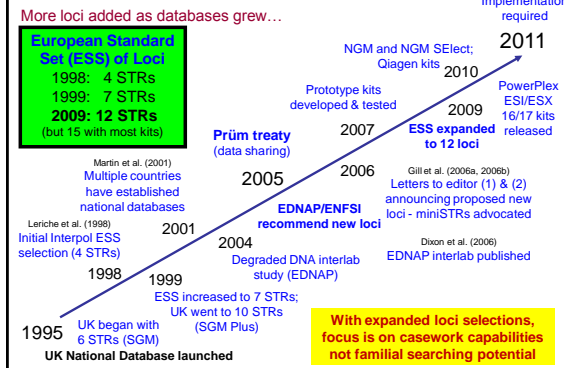 More loci added as databases grew…
Implementation
required
2011
European Standard
Set (ESS) of Loci
1998: 4 STRs
1999: 7 STRs
2009: 12 STRs
(but 15 with most kits)
NGM and NGM SElect;
Qiagen kits
2010
Prototype kits
developed & tested
2007
PowerPlex
ESI/ESX
16/17 kits
released
2009
ESS expanded
to 12 loci
Prüm treaty
(data sharing)
2005
2006
Gill et al. (2006a, 2006b)
Letters to editor (1) & (2)
announcing proposed new
loci - miniSTRs advocated
Martin et al. (2001)
Multiple countries
have established
national databases
2001
EDNAP/ENFSI
recommend new loci
Dixon et al. (2006)
EDNAP interlab published
Leriche et al. (1998)
Initial Interpol ESS
selection (4 STRs)
1998
2004
Degraded DNA interlab
study (EDNAP)
1999
ESS increased to 7 STRs;
UK went to 10 STRs
(SGM Plus)
1995
UK began with
6 STRs (SGM)
UK National Database launched
With expanded loci selections,
focus is on casework capabilities
not familial searching potential